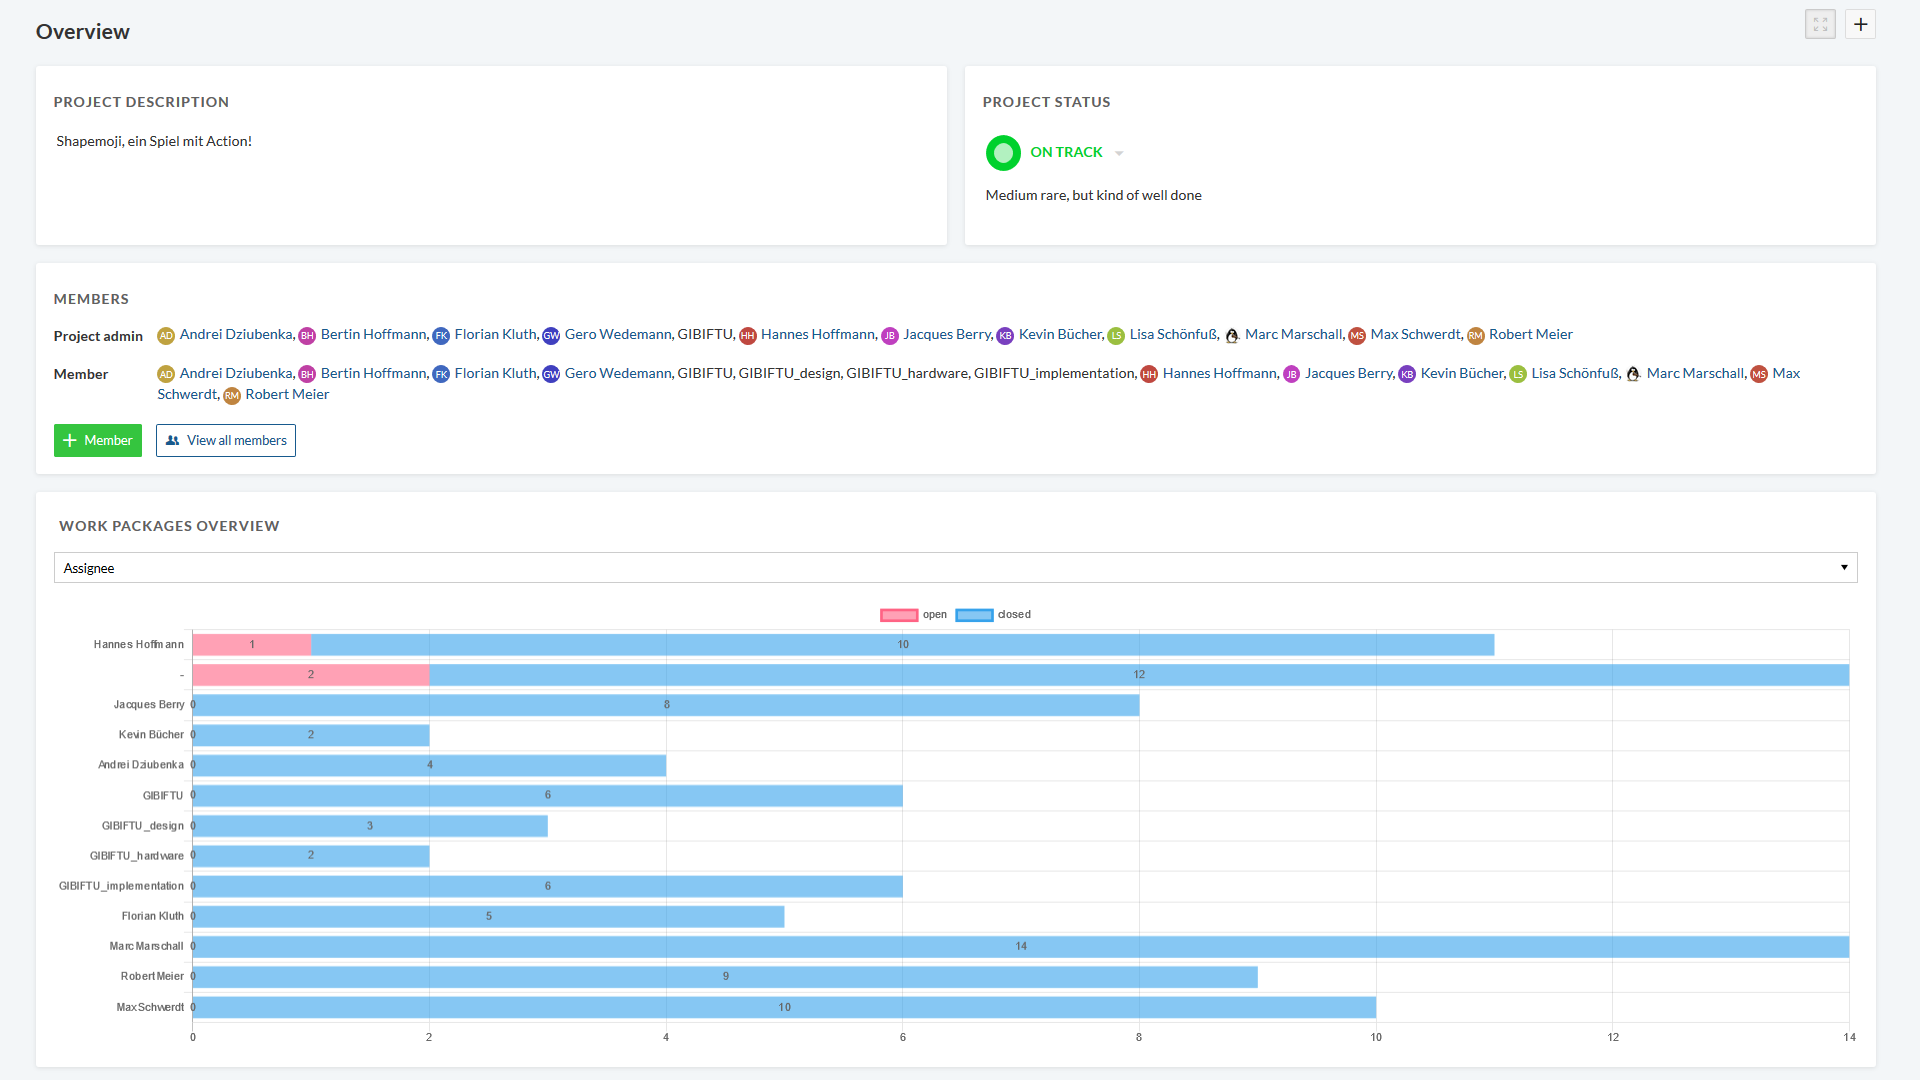 Overview
PROJECT DESCRIPTION
Shapemoji, ein Spiel mit Action!
PROJECT STATUS
ON TRACK
Medium rare, but kind of well done
MEMBERS
Project admin AD Andrei Dziubenka, BH Bertin Hoffmann, FK Florian Kluth, GW Gero Wedemann, GIBIFTU, HH Hannes Hoffmann, JB Jacques Berry, KB Kevin Bücher, LS Lisa Schönfuß, Marc Marschall, MS Max Schwerdt, RM Robert Meier
Member AD Andrei Dziubenka, BH Bertin Hoffmann, FK Florian Kluth, GW Gero Wedemann, GIBIFTU, GIBIFTU_design, GIBIFTU_hardware, GIBIFTU_implementation, HH Hannes Hoffmann, JB Jacques Berry, KB Kevin Bücher, LS Lisa Schönfuß, Marc Marschall, MS Max
Schwerdt, RM Robert Meier
+ Member View all members
WORK PACKAGES OVERVIEW
Assignee
open closed
Hannes Hoffmann 1 10
- 2 12
Jacques Berry 0 8
Kevin Bücher 0 2
Andrei Dziubenka 0 4
GIBIFTU 0 6
GIBIFTU_design 0 3
GIBIFTU_hardware 0 2
GIBIFTU_implementation 0 6
Florian Kluth 0 5
Marc Marschall 0 14
Robert Meier 0 9
Max Schwerdt 0 10
0 2 4 6 8 10 12 14